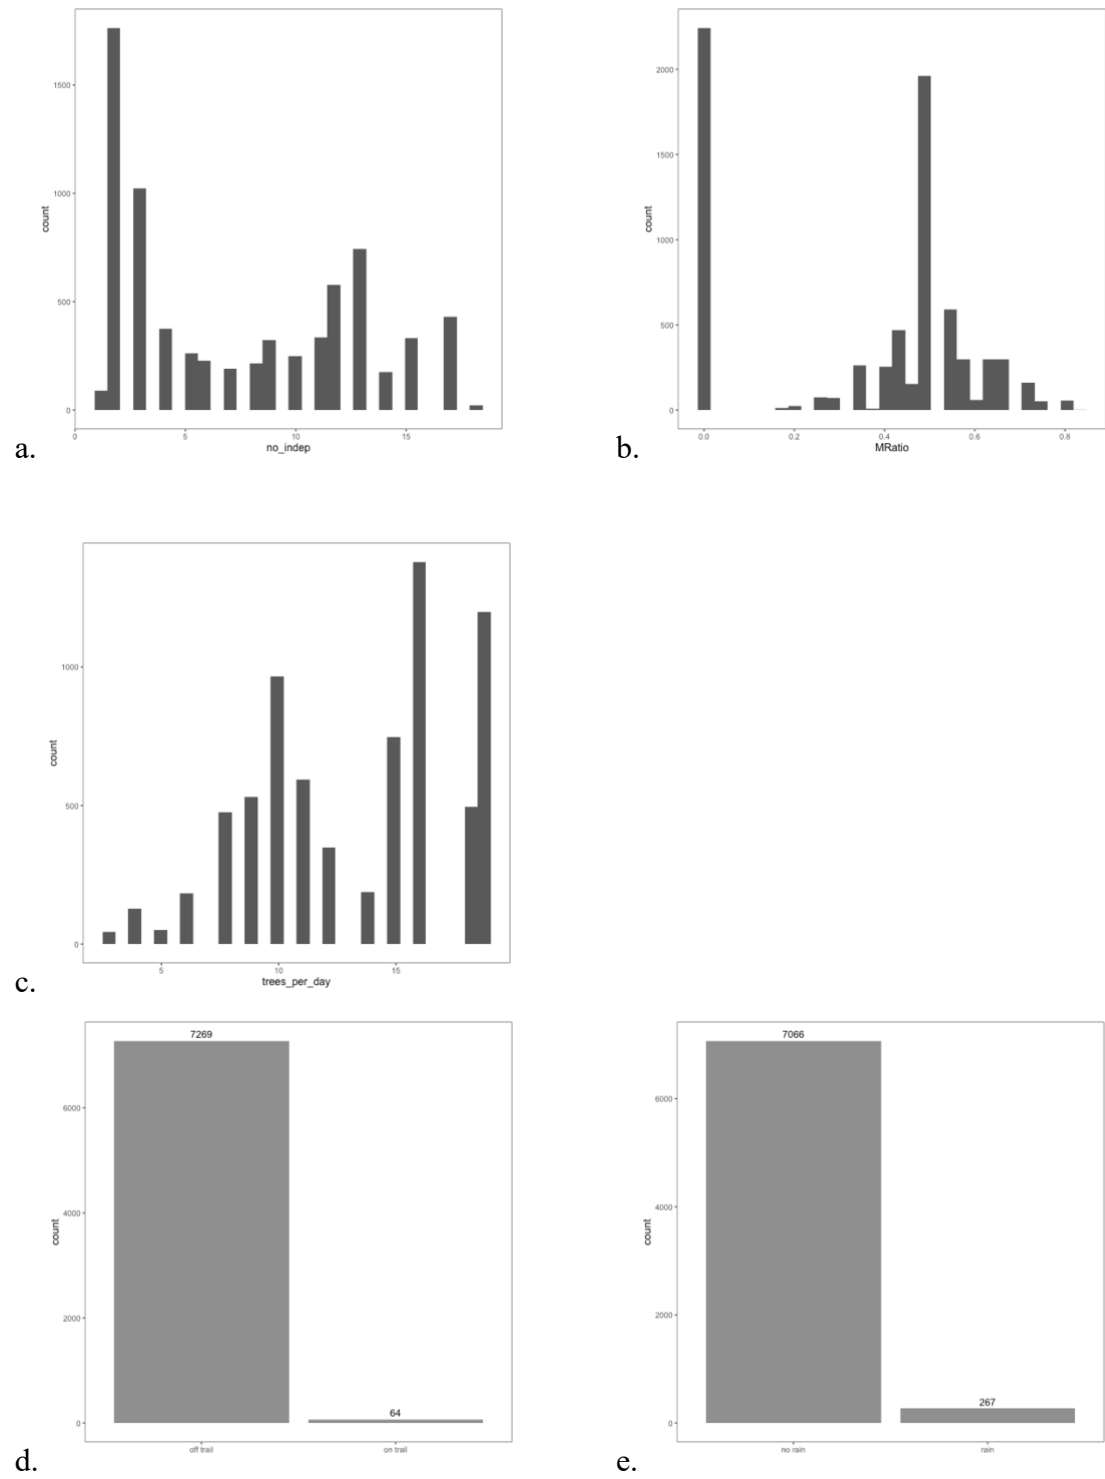 1500
1000
500
0
count
0
5
10
15
no_indep
a.
2000
1500
1000
500
0
count
0.0
0.2
0.4
0.6
0.8
MRatio
b.
1000
500
0
count
5
10
15
trees_per_day
c.
7269
64
6000
4000
2000
0
count
off trail
on trail
d.
7066
267
6000
4000
2000
0
count
no rain
rain
e.